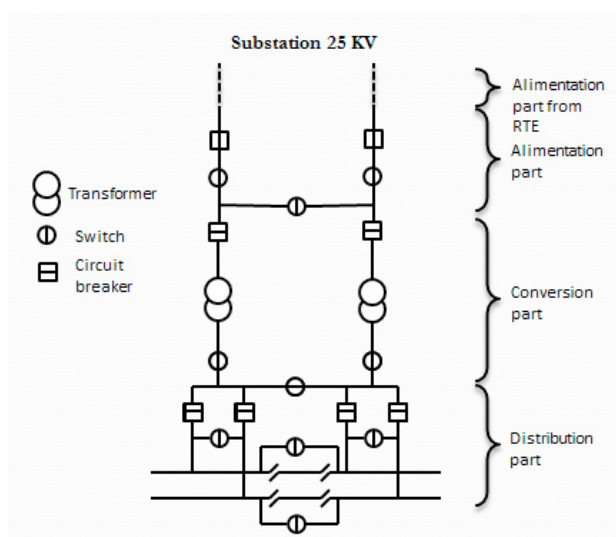 Substation 25 KV
Alimentation
part from
RTE
Alimentation
part
Transformer
Switch
Circuit
breaker
Conversion
part
Distribution
part